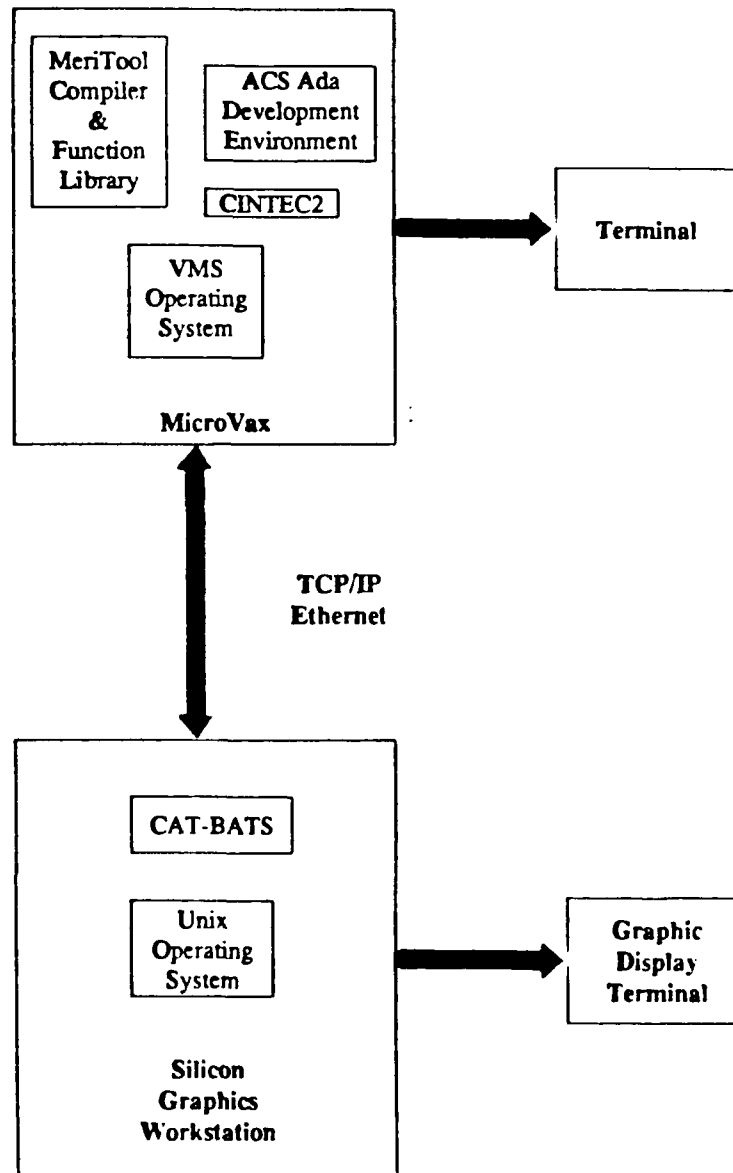 MeriTool
Compiler
&
Function
Library
ACS Ada
Development
Environment
CINTEC2
VMS
Operating
System
MicroVax
Terminal
TCP/IP
Ethernet
CAT-BATS
Unix
Operating
System
Silicon
Graphics
Workstation
Graphic
Display
Terminal